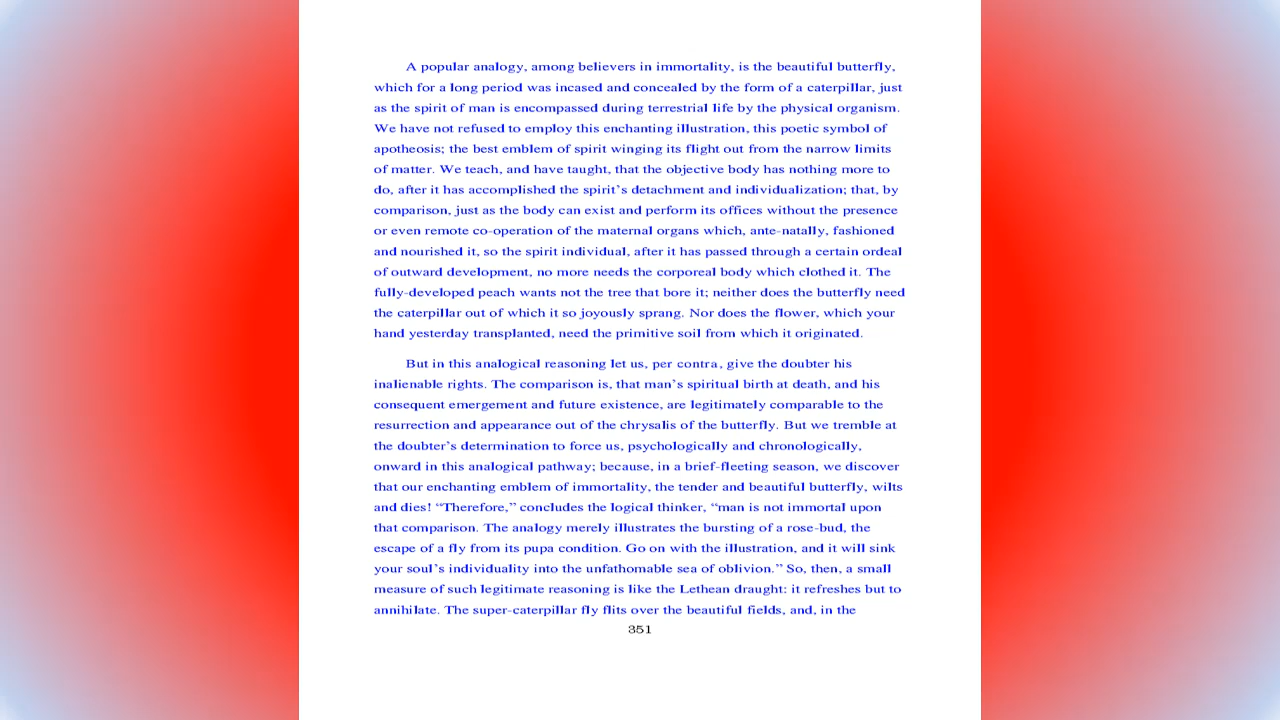 A popular analogy, among believers in immortality, is the beautiful butterfly,
which for a long period was incased and concealed by the form of a caterpillar, just
as the spirit of man is encompassed during terrestrial life by the physical organism.
We have not refused to employ this enchanting illustration, this poetic symbol of
apotheosis; the best emblem of spirit winging its flight out from the narrow limits
of matter. We teach, and have taught, that the objective body has nothing more to
do, after it has accomplished the spirit’s detachment and individualization; that, by
comparison, just as the body can exist and perform its offices without the presence
or even remote co-operation of the maternal organs which, ante-natally, fashioned
and nourished it, so the spirit individual, after it has passed through a certain ordeal
of outward development, no more needs the corporeal body which clothed it. The
fully-developed peach wants not the tree that bore it; neither does the butterfly need
the caterpillar out of which it so joyously sprang. Nor does the flower, which your
hand yesterday transplanted, need the primitive soil from which it originated.
But in this analogical reasoning let us, per contra, give the doubter his
inalienable rights. The comparison is, that man’s spiritual birth at death, and his
consequent emergement and future existence, are legitimately comparable to the
resurrection and appearance out of the chrysalis of the butterfly. But we tremble at
the doubter’s determination to force us, psychologically and chronologically,
onward in this analogical pathway; because, in a brief-fleeting season, we discover
that our enchanting emblem of immortality, the tender and beautiful butterfly, wilts
and dies! “Therefore,” concludes the logical thinker, “man is not immortal upon
that comparison. The analogy merely illustrates the bursting of a rose-bud, the
escape of a fly from its pupa condition. Go on with the illustration, and it will sink
your soul’s individuality into the unfathomable sea of oblivion.” So, then, a small
measure of such legitimate reasoning is like the Lethean draught: it refreshes but to
annihilate. The super-caterpillar fly flits over the beautiful fields, and, in the
351